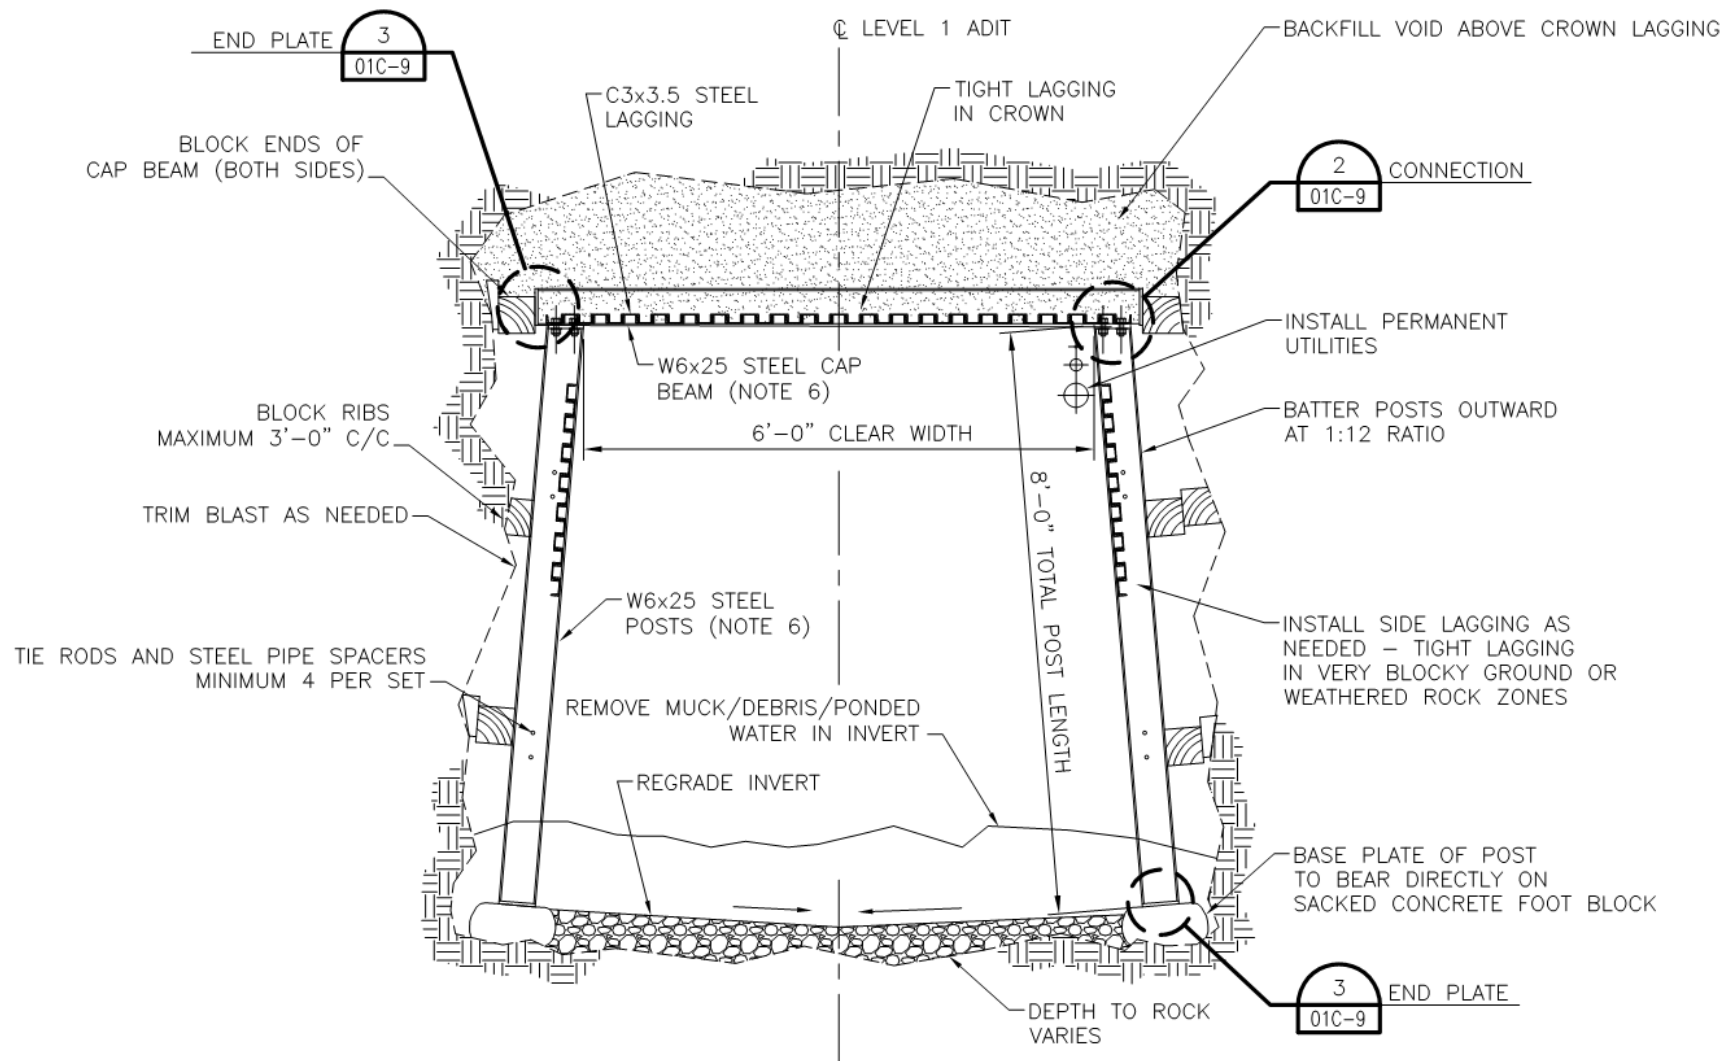 ℄ LEVEL 1 ADIT
BACKFILL VOID ABOVE CROWN LAGGING
END PLATE
3
01C-9
C3x3.5 STEEL
LAGGING
TIGHT LAGGING
IN CROWN
BLOCK ENDS OF
CAP BEAM (BOTH SIDES)
2
01C-9
CONNECTION
INSTALL PERMANENT
UTILITIES
W6x25 STEEL CAP
BEAM (NOTE 6)
BLOCK RIBS
MAXIMUM 3'-0" C/C
6'-0" CLEAR WIDTH
BATTER POSTS OUTWARD
AT 1:12 RATIO
8'-0" TOTAL POST LENGTH
TRIM BLAST AS NEEDED
W6x25 STEEL
POSTS (NOTE 6)
INSTALL SIDE LAGGING AS
NEEDED – TIGHT LAGGING
IN VERY BLOCKY GROUND OR
WEATHERED ROCK ZONES
TIE RODS AND STEEL PIPE SPACERS
MINIMUM 4 PER SET
REMOVE MUCK/DEBRIS/PONDED
WATER IN INVERT
REGRADE INVERT
BASE PLATE OF POST
TO BEAR DIRECTLY ON
SACKED CONCRETE FOOT BLOCK
DEPTH TO ROCK
VARIES
3
01C-9
END PLATE